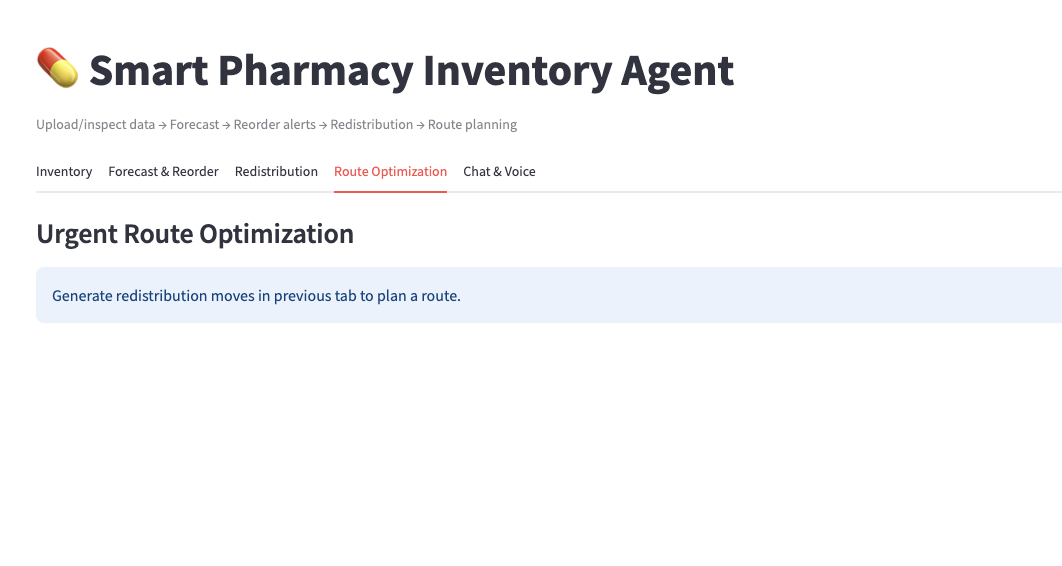 Smart Pharmacy Inventory Agent
Upload/inspect data → Forecast → Reorder alerts → Redistribution → Route planning
Inventory Forecast & Reorder Redistribution Route Optimization Chat & Voice
Urgent Route Optimization
Generate redistribution moves in previous tab to plan a route.